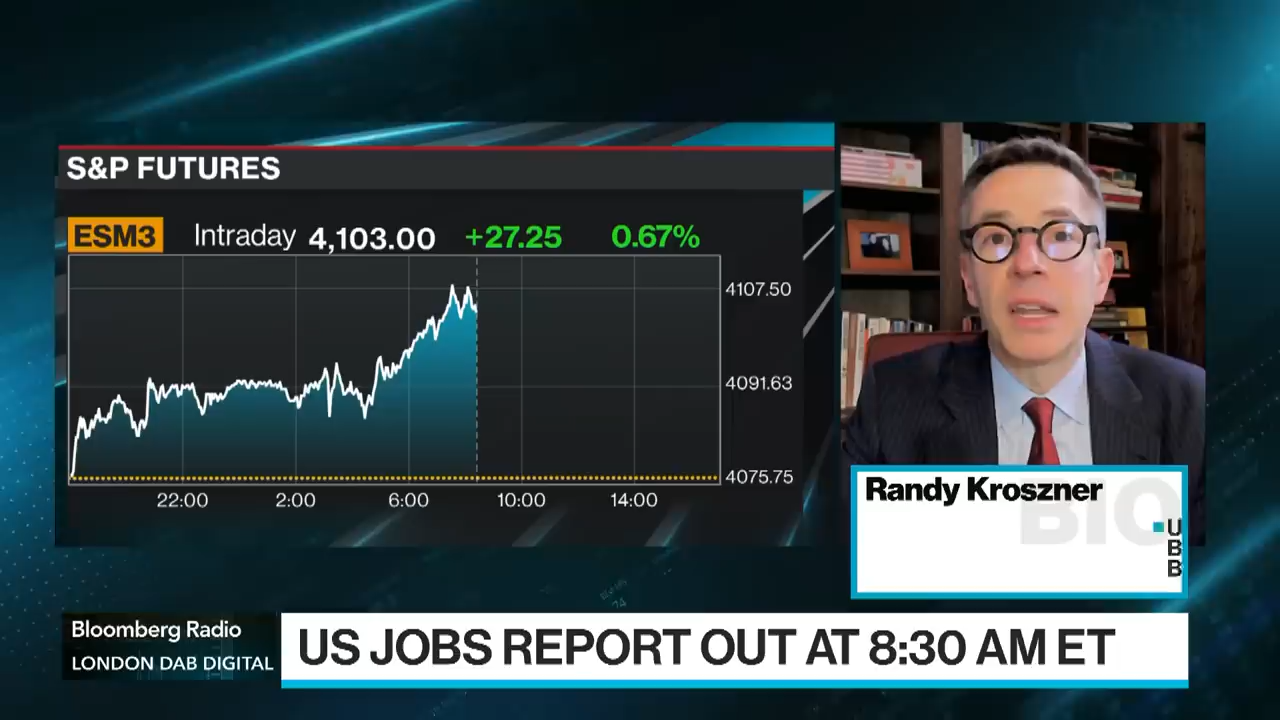 S&P FUTURES
ESM3 Intraday 4,103.00 +27.25 0.67%
4107.50
4091.63
4075.75
22:00 2:00 6:00 10:00 14:00
Randy Kroszner
BIO
U
B
B
Bloomberg Radio
LONDON DAB DIGITAL
US JOBS REPORT OUT AT 8:30 AM ET